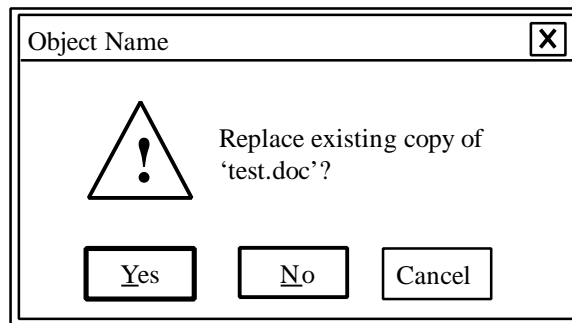 Object Name
X
Replace existing copy of
‘test.doc’?
Yes No Cancel